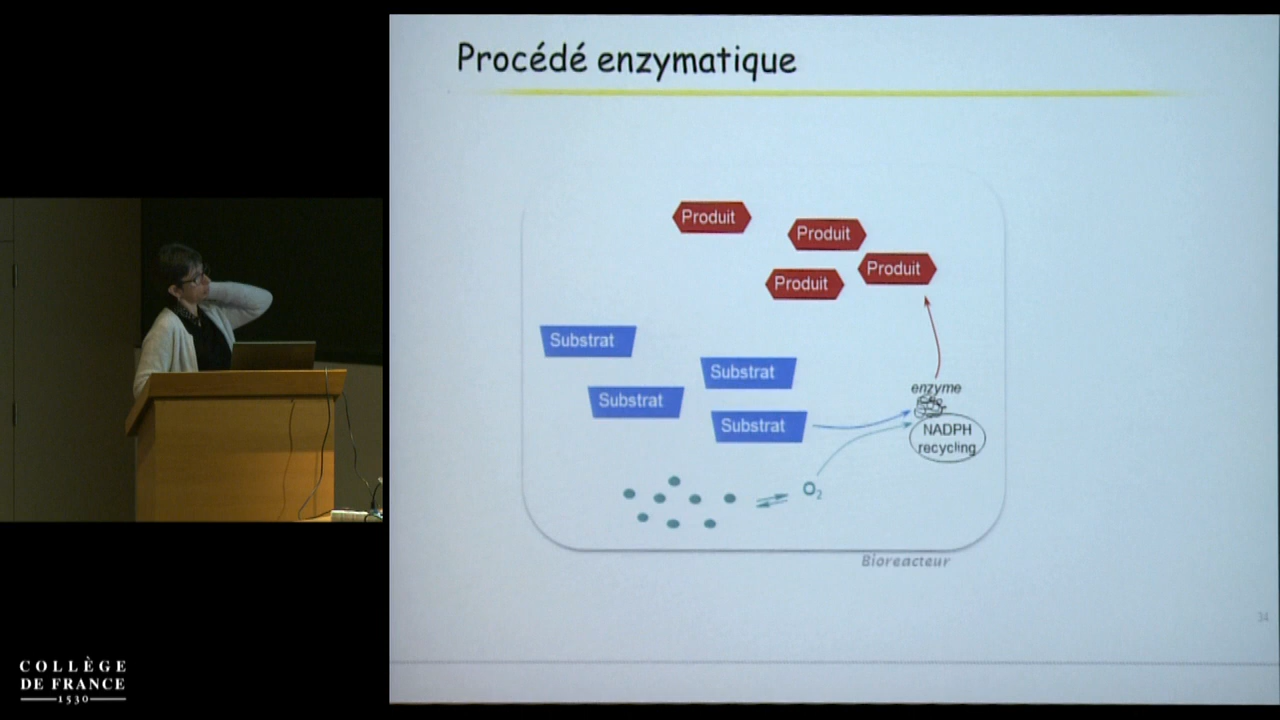 Procédé enzymatique
Produit
Produit
Produit
Produit
Substrat
Substrat
Substrat
Substrat
enzyme
NADPH
recycling
O2
Bioreacteur
34
COLLÈGE
DE FRANCE
1530